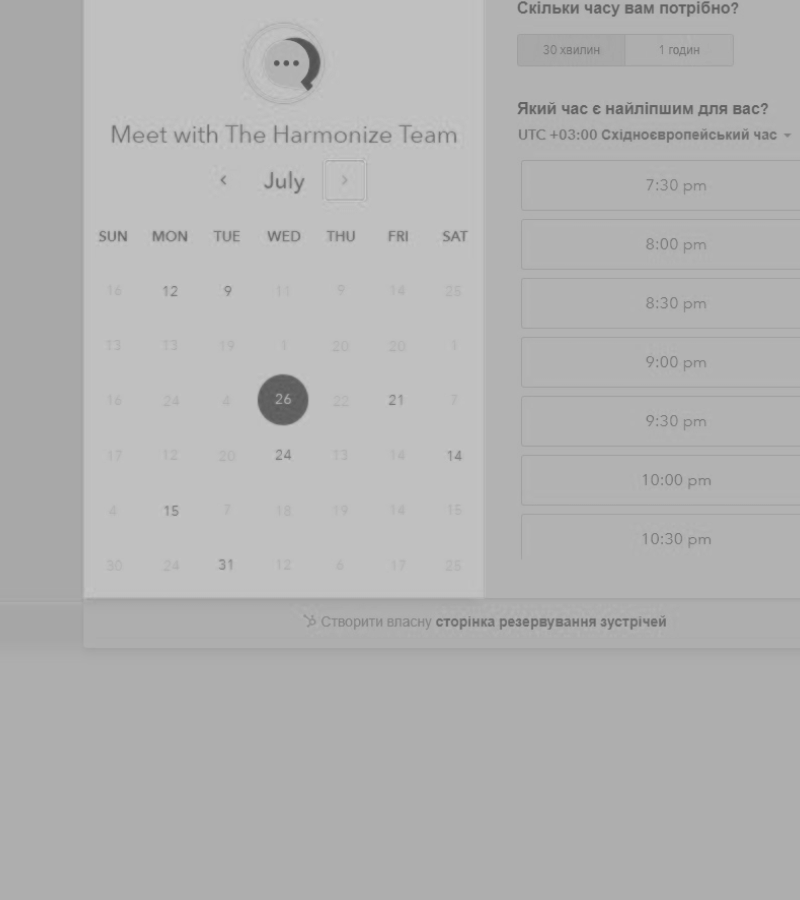 Meet with The Harmonize Team
July
SUN MON TUE WED THU FRI SAT
16 12 9 11 9 14 25
13 13 19 1 20 20 1
16 24 4 26 22 21 7
17 12 20 24 13 14 14
4 15 7 18 19 14 15
30 24 31 12 6 17 25
Скільки часу вам потрібно?
30 хвилин 1 годин
Який час є найліпшим для вас?
UTC +03:00 Східноєвропейський час
7:30 pm
8:00 pm
8:30 pm
9:00 pm
9:30 pm
10:00 pm
10:30 pm
Створити власну сторінка резервування зустрічей